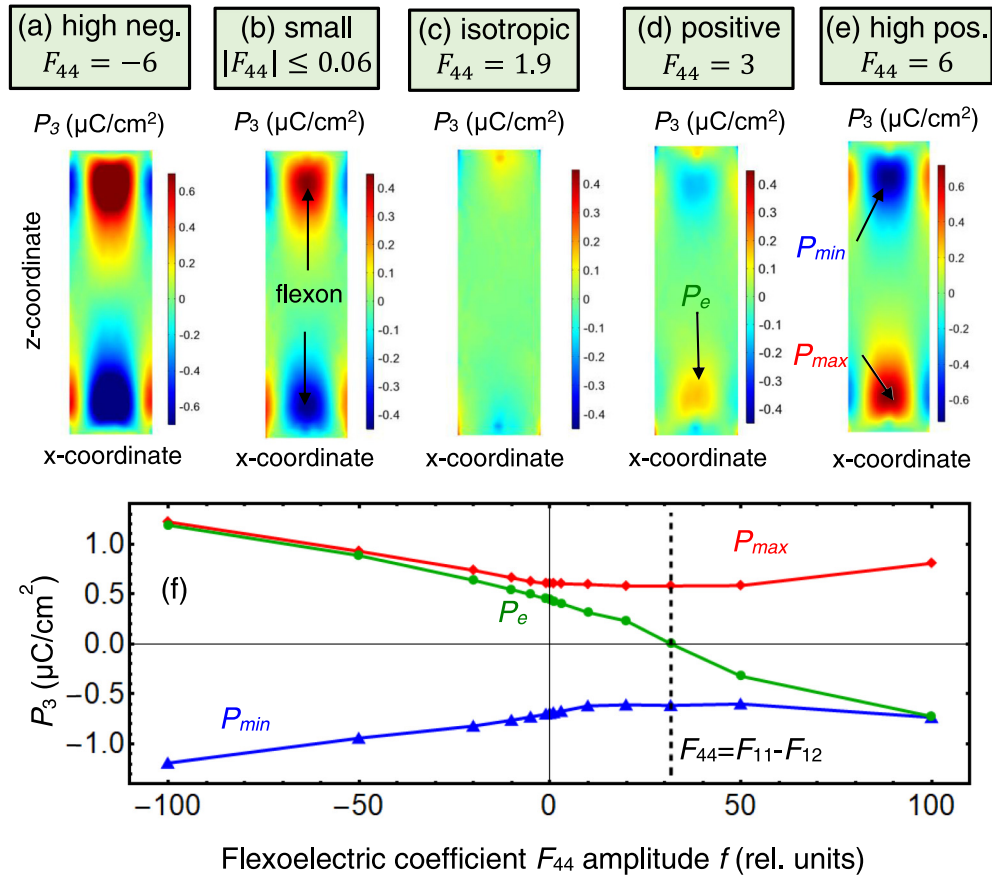 (a) high neg.
F₄₄ = −6
(b) small
|F₄₄| ≤ 0.06
(c) isotropic
F₄₄ = 1.9
(d) positive
F₄₄ = 3
(e) high pos.
F₄₄ = 6
P₃ (µC/cm²)
P₃ (µC/cm²)
P₃ (µC/cm²)
P₃ (µC/cm²)
P₃ (µC/cm²)
z-coordinate
0.6
0.4
0.2
0
-0.2
-0.4
-0.6
x-coordinate
flexon
0.4
0.3
0.2
0.1
0
-0.1
-0.2
-0.3
-0.4
x-coordinate
0.4
0.3
0.2
0.1
0
-0.1
-0.2
-0.3
-0.4
x-coordinate
Pₑ
0.4
0.3
0.2
0.1
0
-0.1
-0.2
-0.3
-0.4
x-coordinate
Pmin
Pmax
0.6
0.4
0.2
0
-0.2
-0.4
-0.6
x-coordinate
P₃ (µC/cm²)
1.0
0.5
0.0
−0.5
−1.0
(f)
Pmax
Pₑ
Pmin
F₄₄=F₁₁-F₁₂
−100
−50
0
50
100
Flexoelectric coefficient F₄₄ amplitude f (rel. units)